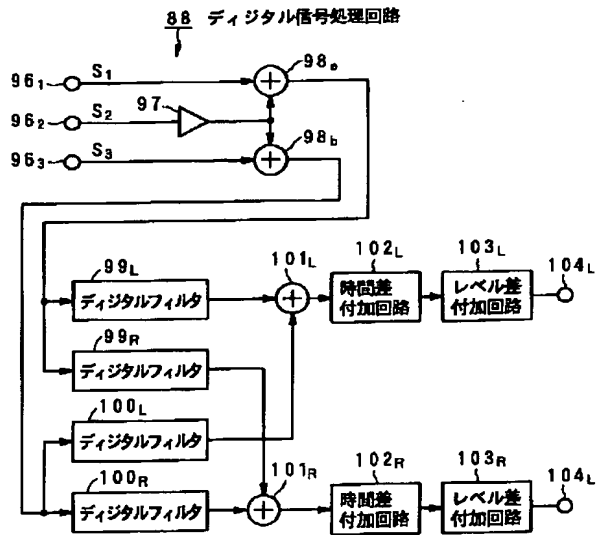 88 ディジタル信号処理回路
96₁ S₁ 98a
96₂ S₂ 97
96₃ S₃ 98b
99L 101L 102L 103L 104L
ディジタルフィルタ
時間差
付加回路
レベル差
付加回路
99R
ディジタルフィルタ
100L
ディジタルフィルタ
100R 101R 102R 103R 104L
ディジタルフィルタ
時間差
付加回路
レベル差
付加回路